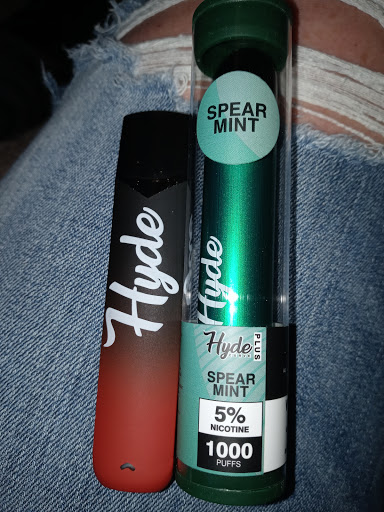 Hyde
SPEAR
MINT
Hyde
Hyde
PLUS
SPEAR
MINT
5%
NICOTINE
1000
PUFFS